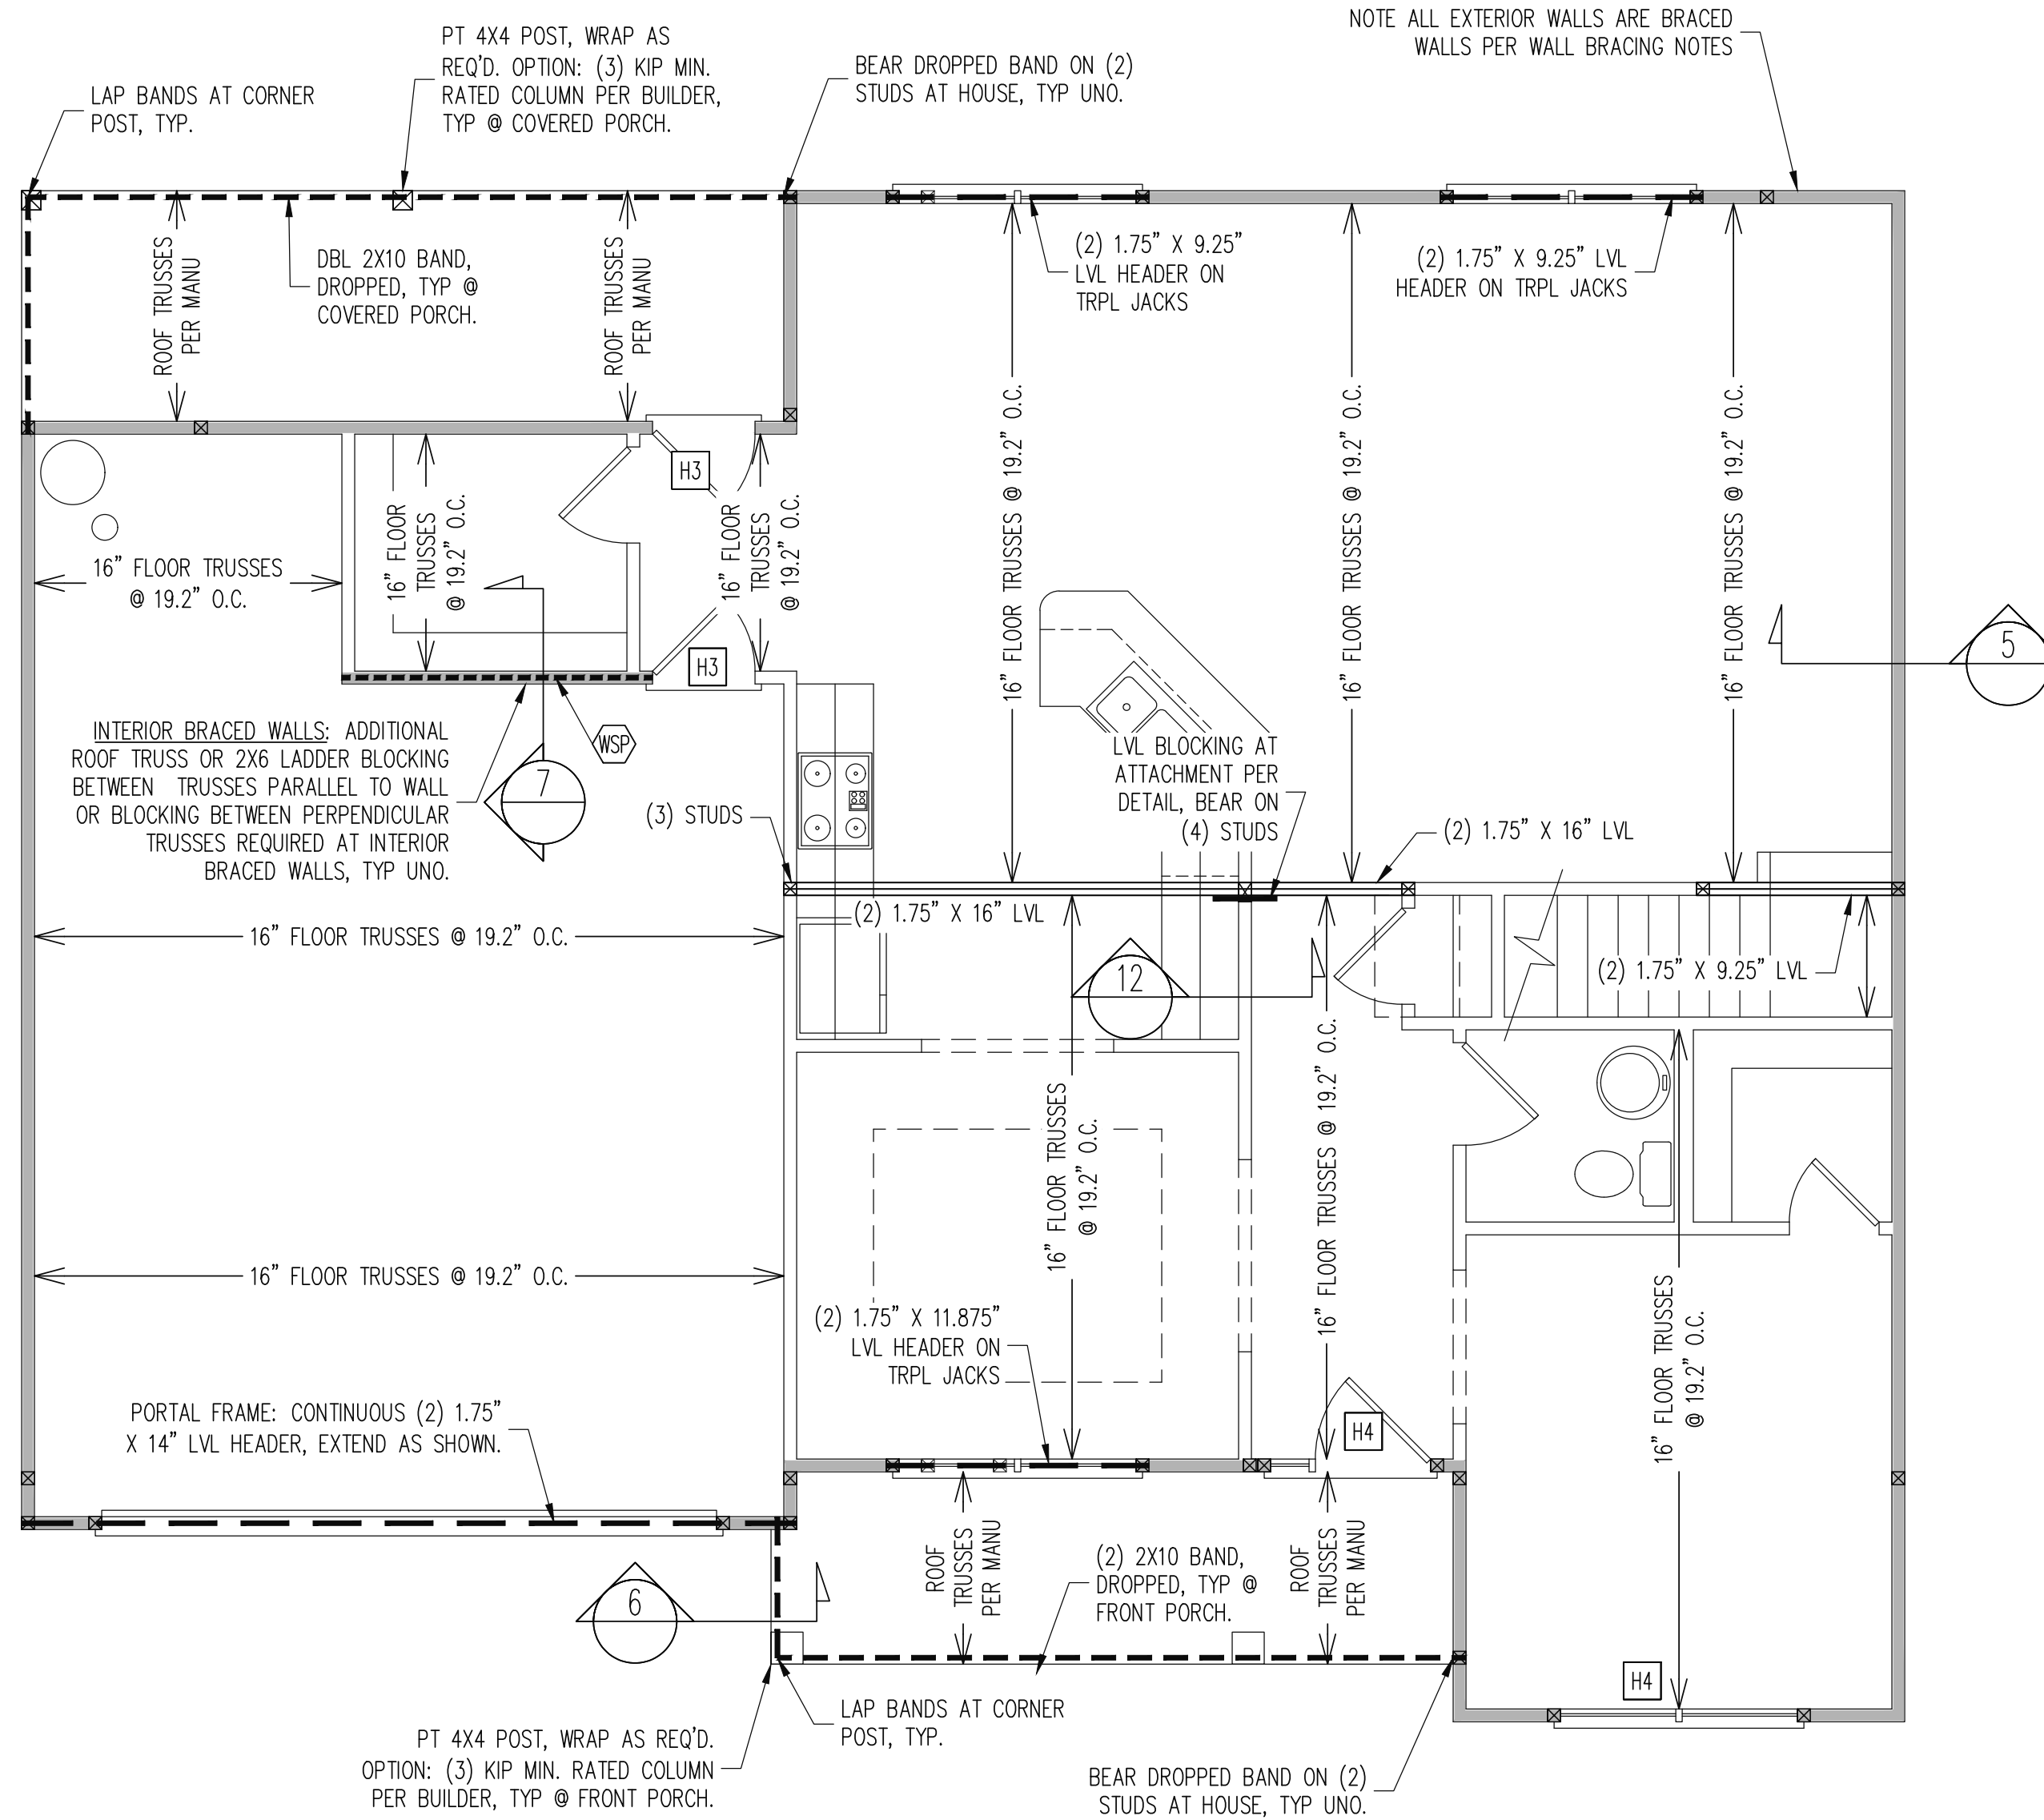 NOTE ALL EXTERIOR WALLS ARE BRACED
WALLS PER WALL BRACING NOTES
PT 4X4 POST, WRAP AS
REQ'D. OPTION: (3) KIP MIN.
RATED COLUMN PER BUILDER,
TYP @ COVERED PORCH.
BEAR DROPPED BAND ON (2)
STUDS AT HOUSE, TYP UNO.
LAP BANDS AT CORNER
POST, TYP.
ROOF TRUSSES
PER MANU
DBL 2X10 BAND,
DROPPED, TYP @
COVERED PORCH.
ROOF TRUSSES
PER MANU
(2) 1.75" X 9.25"
LVL HEADER ON
TRPL JACKS
(2) 1.75" X 9.25" LVL
HEADER ON TRPL JACKS
16" FLOOR TRUSSES @ 19.2" O.C.
16" FLOOR TRUSSES @ 19.2" O.C.
16" FLOOR TRUSSES @ 19.2" O.C.
H3
16" FLOOR TRUSSES
@ 19.2" O.C.
16" FLOOR
TRUSSES
@ 19.2" O.C.
16" FLOOR
TRUSSES
@ 19.2" O.C.
H3
5
INTERIOR BRACED WALLS: ADDITIONAL
ROOF TRUSS OR 2X6 LADDER BLOCKING
BETWEEN TRUSSES PARALLEL TO WALL
OR BLOCKING BETWEEN PERPENDICULAR
TRUSSES REQUIRED AT INTERIOR
BRACED WALLS, TYP UNO.
WSP
7
(3) STUDS
LVL BLOCKING AT
ATTACHMENT PER
DETAIL, BEAR ON
(4) STUDS
(2) 1.75" X 16" LVL
(2) 1.75" X 16" LVL
16" FLOOR TRUSSES @ 19.2" O.C.
12
(2) 1.75" X 9.25" LVL
16" FLOOR TRUSSES
@ 19.2" O.C.
16" FLOOR TRUSSES @ 19.2" O.C.
16" FLOOR TRUSSES @ 19.2" O.C.
(2) 1.75" X 11.875"
LVL HEADER ON
TRPL JACKS
16" FLOOR TRUSSES
@ 19.2" O.C.
PORTAL FRAME: CONTINUOUS (2) 1.75"
X 14" LVL HEADER, EXTEND AS SHOWN.
H4
ROOF
TRUSSES
PER MANU
(2) 2X10 BAND,
DROPPED, TYP @
FRONT PORCH.
ROOF
TRUSSES
PER MANU
6
H4
LAP BANDS AT CORNER
POST, TYP.
PT 4X4 POST, WRAP AS REQ'D.
OPTION: (3) KIP MIN. RATED COLUMN
PER BUILDER, TYP @ FRONT PORCH.
BEAR DROPPED BAND ON (2)
STUDS AT HOUSE, TYP UNO.